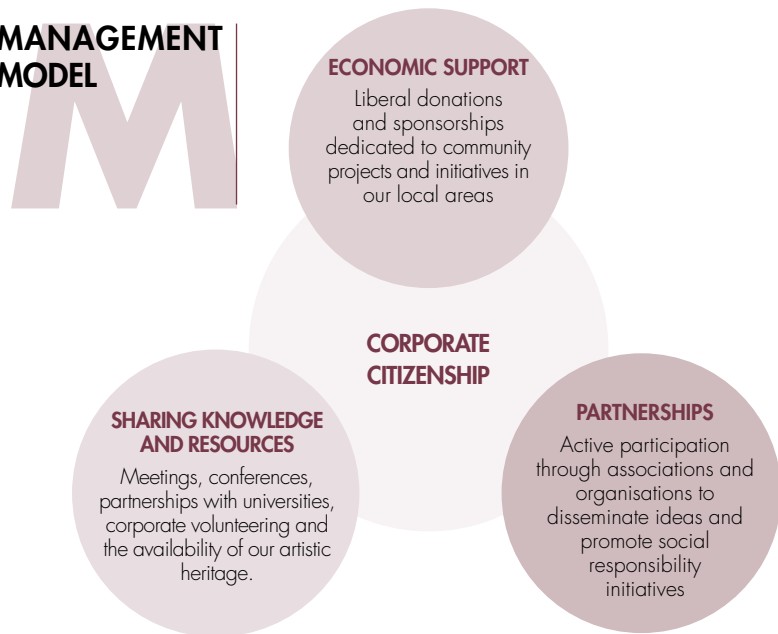 MANAGEMENT
MODEL
M
ECONOMIC SUPPORT
Liberal donations
and sponsorships
dedicated to community
projects and initiatives in
our local areas
CORPORATE
CITIZENSHIP
SHARING KNOWLEDGE
AND RESOURCES
Meetings, conferences,
partnerships with universities,
corporate volunteering and
the availability of our artistic
heritage.
PARTNERSHIPS
Active participation
through associations and
organisations to
disseminate ideas and
promote social
responsibility
initiatives